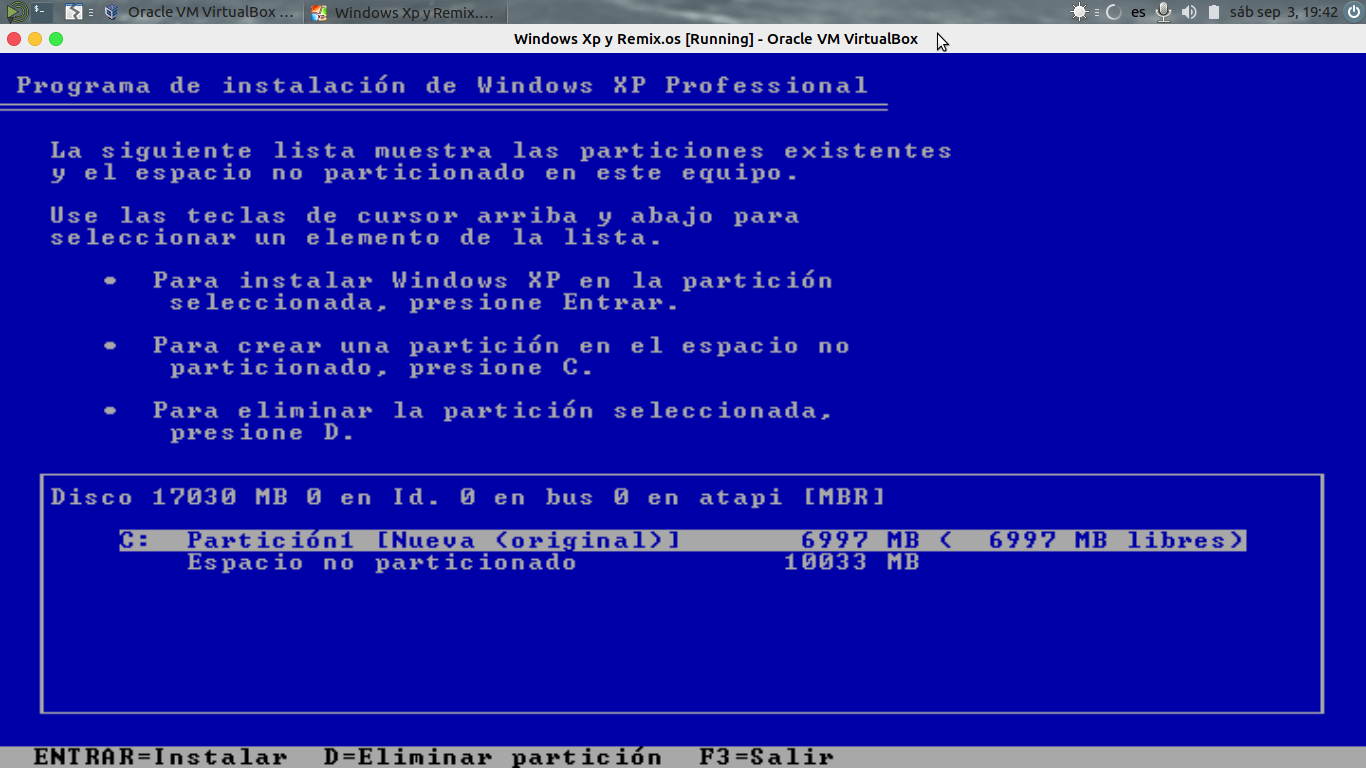 Oracle VM VirtualBox ...
Windows Xp y Remix....
es
sáb sep 3, 19:42
Windows Xp y Remix.os [Running] - Oracle VM VirtualBox
Programa de instalación de Windows XP Professional
La siguiente lista muestra las particiones existentes
y el espacio no particionado en este equipo.
Use las teclas de cursor arriba y abajo para
seleccionar un elemento de la lista.
• Para instalar Windows XP en la partición
seleccionada, presione Entrar.
• Para crear una partición en el espacio no
particionado, presione C.
• Para eliminar la partición seleccionada,
presione D.
Disco 17030 MB 0 en Id. 0 en bus 0 en atapi [MBR]
C: Partición1 [Nueva (original)] 6997 MB ( 6997 MB libres)
Espacio no particionado 10033 MB
ENTRAR=Instalar D=Eliminar partición F3=Salir